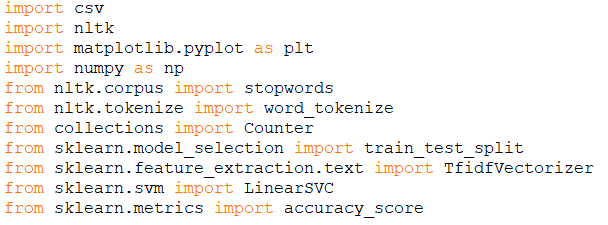 import csv
import nltk
import matplotlib.pyplot as plt
import numpy as np
from nltk.corpus import stopwords
from nltk.tokenize import word_tokenize
from collections import Counter
from sklearn.model_selection import train_test_split
from sklearn.feature_extraction.text import TfidfVectorizer
from sklearn.svm import LinearSVC
from sklearn.metrics import accuracy_score